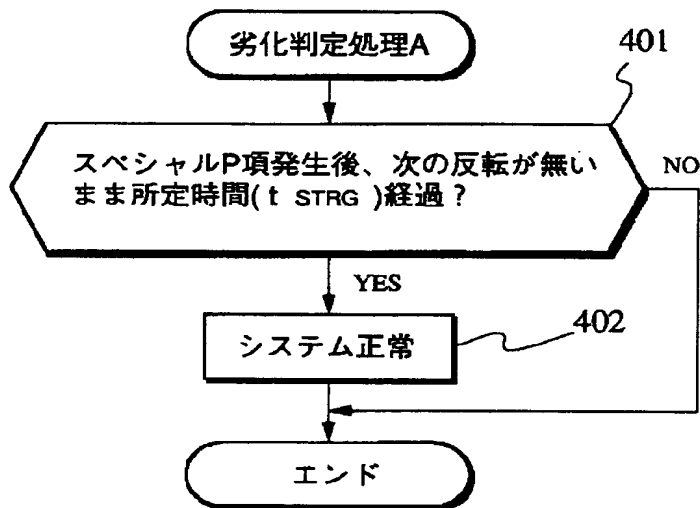 劣化判定処理A
401
スペシャルP項発生後、次の反転が無い
まま所定時間( t STRG )経過?
NO
YES
システム正常
402
エンド